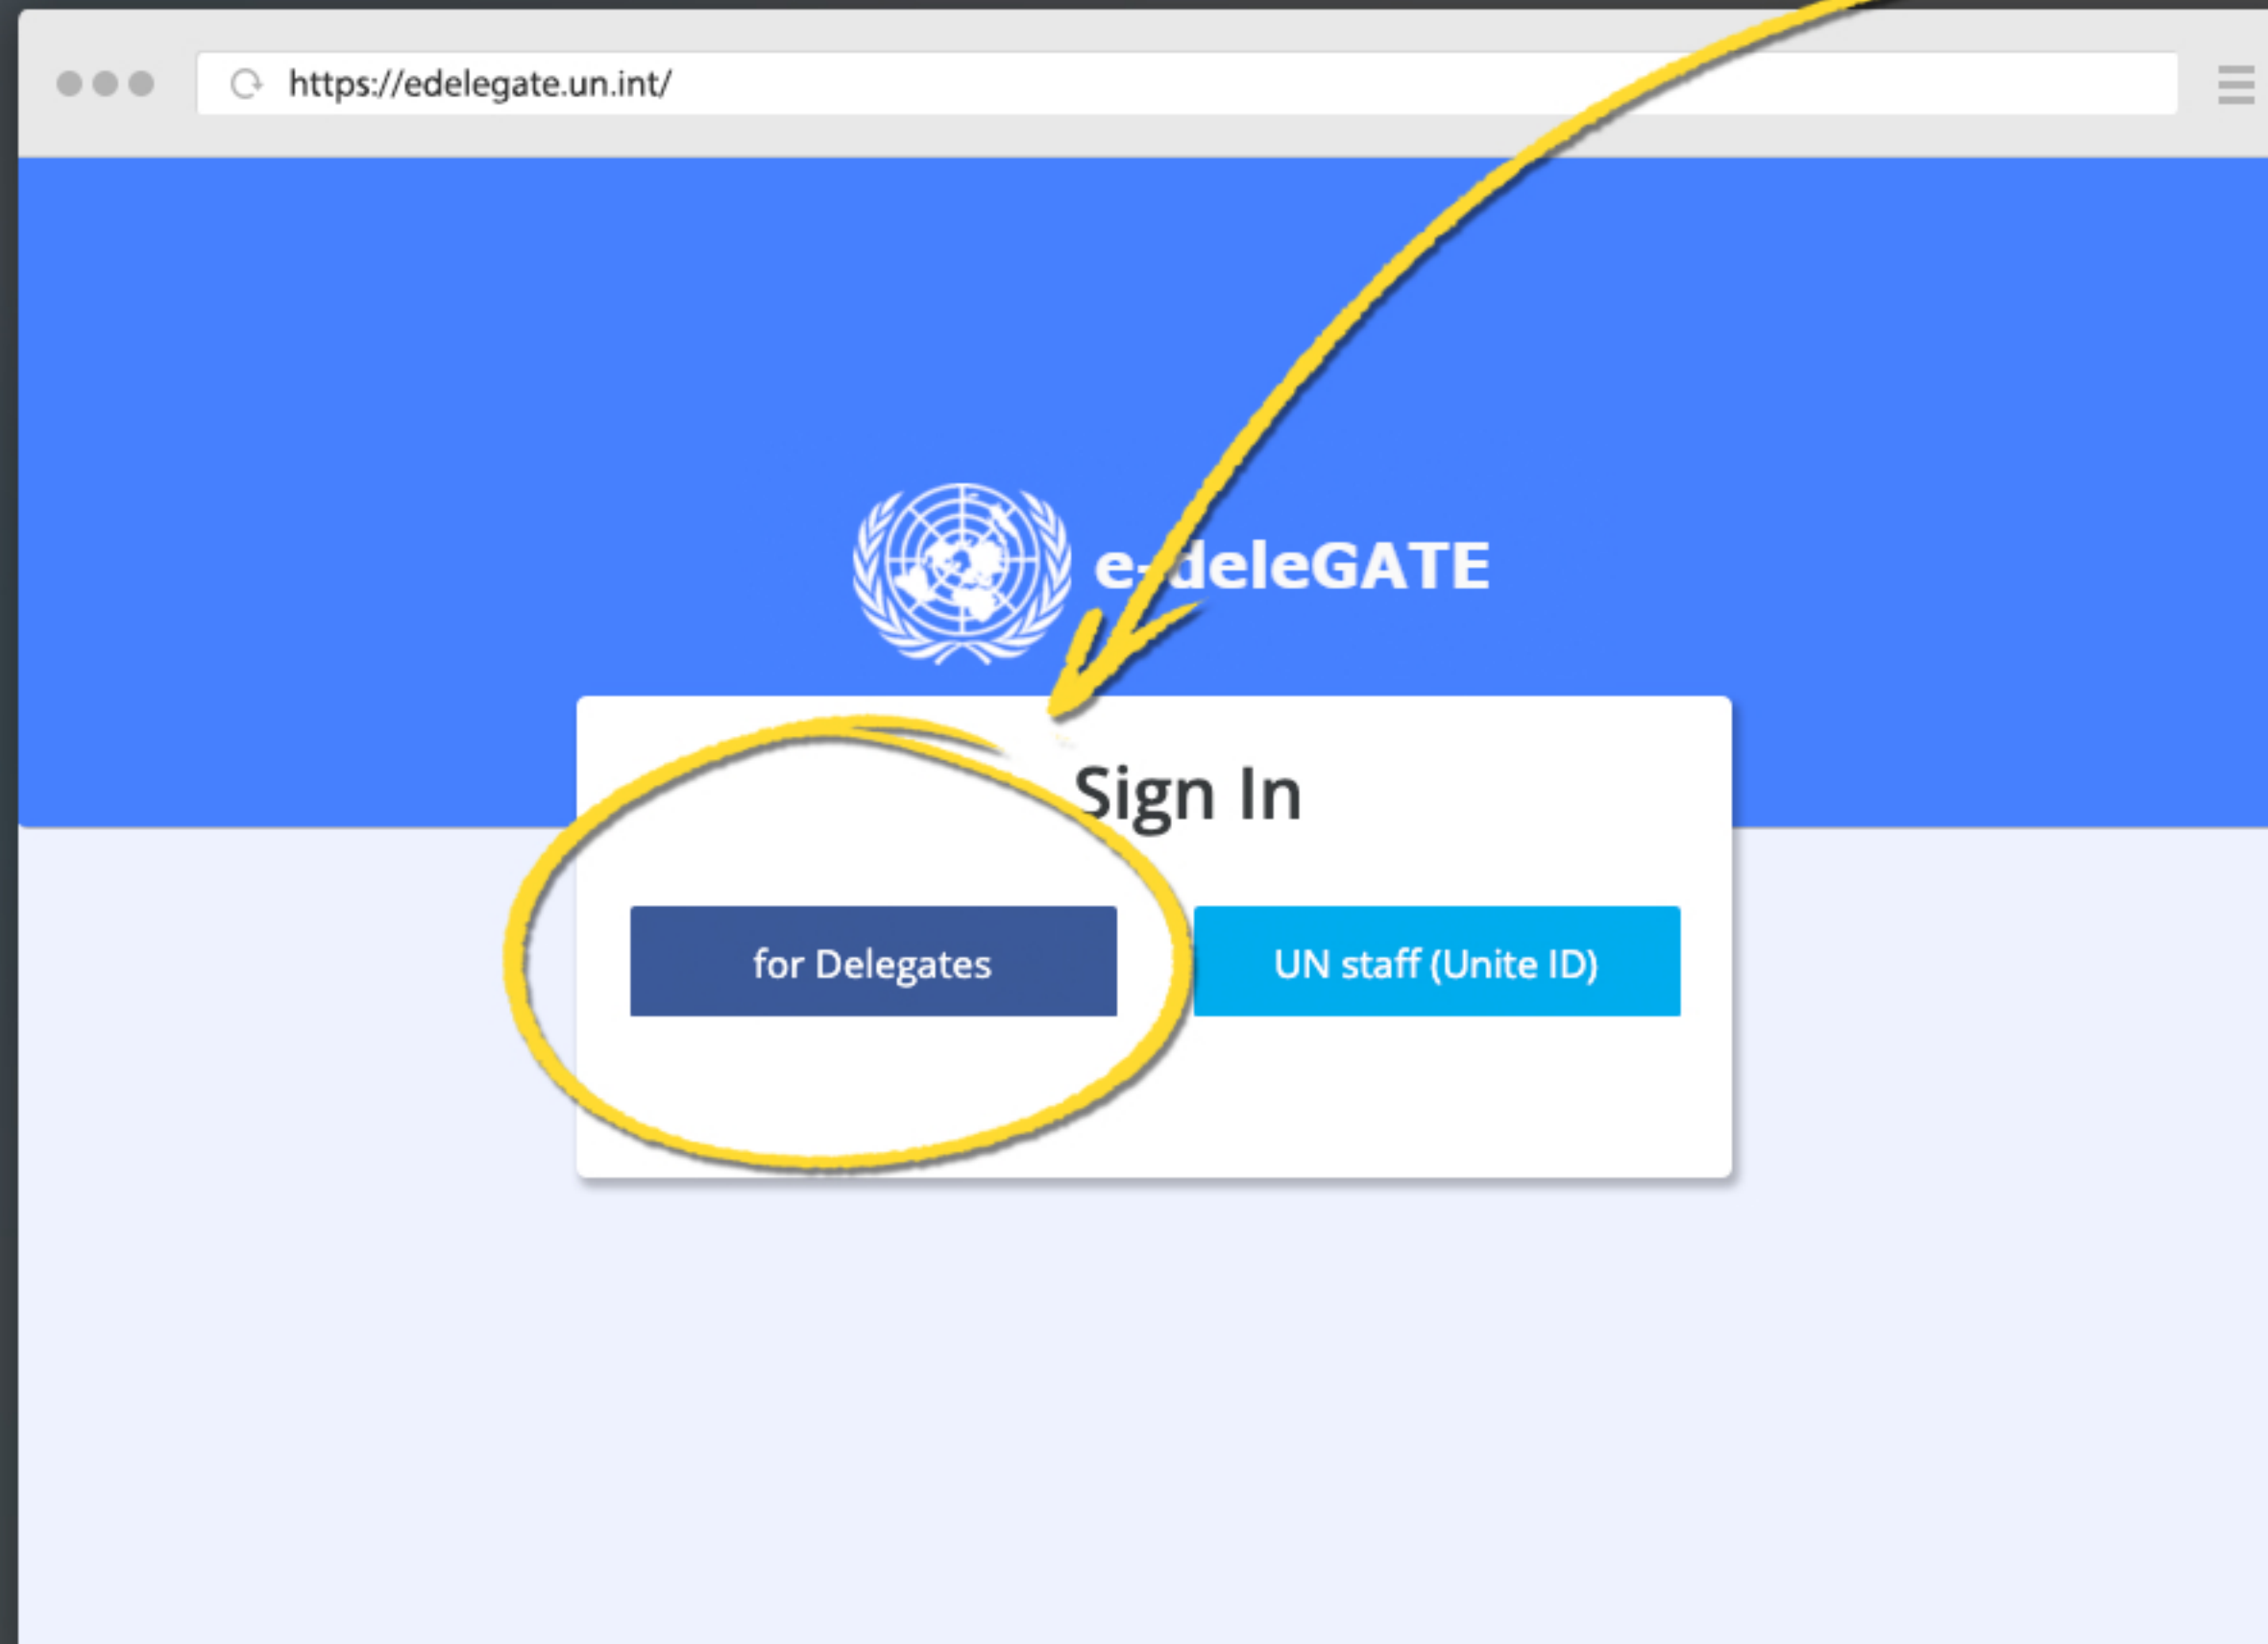 https://edelegate.un.int/
e-deleGATE
Sign In
for Delegates
UN staff (Unite ID)